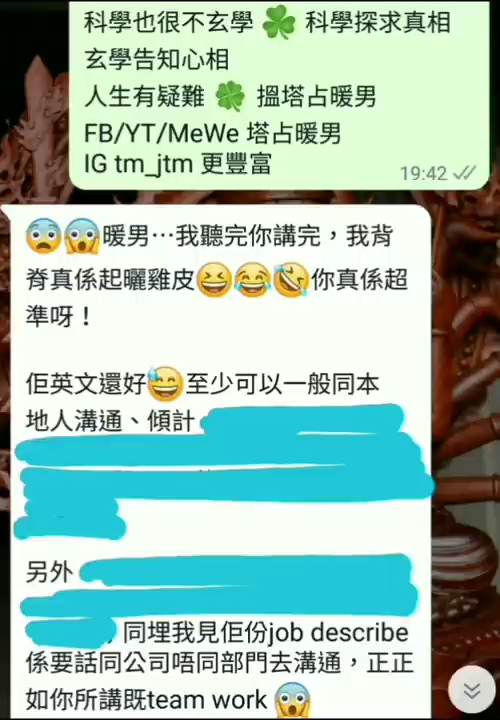 科學也很不玄學 🍀 科學探求真相
玄學告知心相
人生有疑難 🍀 搵塔占暖男
FB/YT/MeWe 塔占暖男
IG tm_jtm 更豐富
19:42
😨😱暖男…我聽完你講完，我背
脊真係起曬雞皮😆😂🤣你真係超
準呀！
佢英文還好😅至少可以一般同本
地人溝通、傾計
另外
，同埋我見佢份job describe
係要話同公司唔同部門去溝通，正正
如你所講既team work 😱